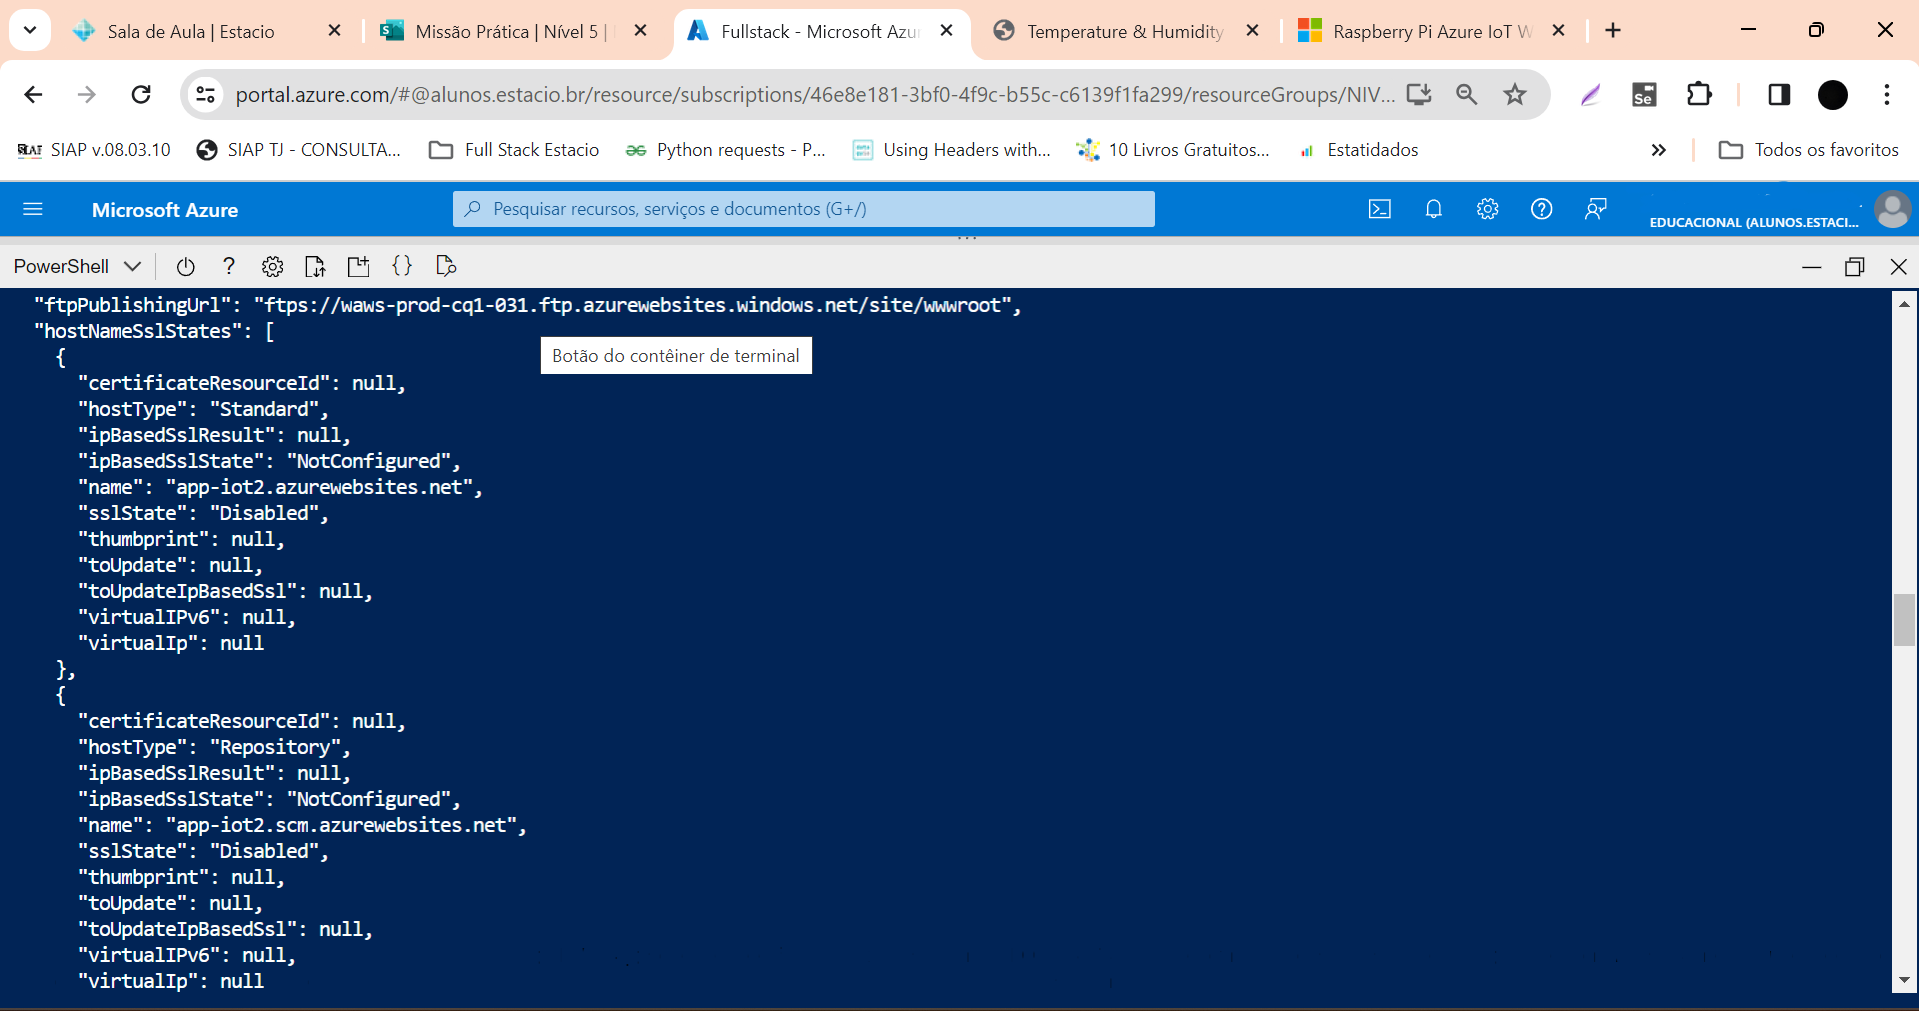 Sala de Aula | Estacio
Missão Prática | Nível 5 |
Fullstack - Microsoft Azu
Temperature & Humidity
Raspberry Pi Azure IoT W
portal.azure.com/#@alunos.estacio.br/resource/subscriptions/46e8e181-3bf0-4f9c-b55c-c6139f1fa299/resourceGroups/NIV...
Se
SIAP SIAP v.08.03.10
SIAP TJ - CONSULTA...
Full Stack Estacio
Python requests - P...
Using Headers with...
10 Livros Gratuitos...
Estatidados
Todos os favoritos
Microsoft Azure
Pesquisar recursos, serviços e documentos (G+/)
EDUCACIONAL (ALUNOS.ESTACI...
PowerShell
"ftpPublishingUrl": "ftps://waws-prod-cq1-031.ftp.azurewebsites.windows.net/site/wwwroot",
"hostNameSslStates": [
Botão do contêiner de terminal
{
"certificateResourceId": null,
"hostType": "Standard",
"ipBasedSslResult": null,
"ipBasedSslState": "NotConfigured",
"name": "app-iot2.azurewebsites.net",
"sslState": "Disabled",
"thumbprint": null,
"toUpdate": null,
"toUpdateIpBasedSsl": null,
"virtualIPv6": null,
"virtualIp": null
},
{
"certificateResourceId": null,
"hostType": "Repository",
"ipBasedSslResult": null,
"ipBasedSslState": "NotConfigured",
"name": "app-iot2.scm.azurewebsites.net",
"sslState": "Disabled",
"thumbprint": null,
"toUpdate": null,
"toUpdateIpBasedSsl": null,
"virtualIPv6": null,
"virtualIp": null